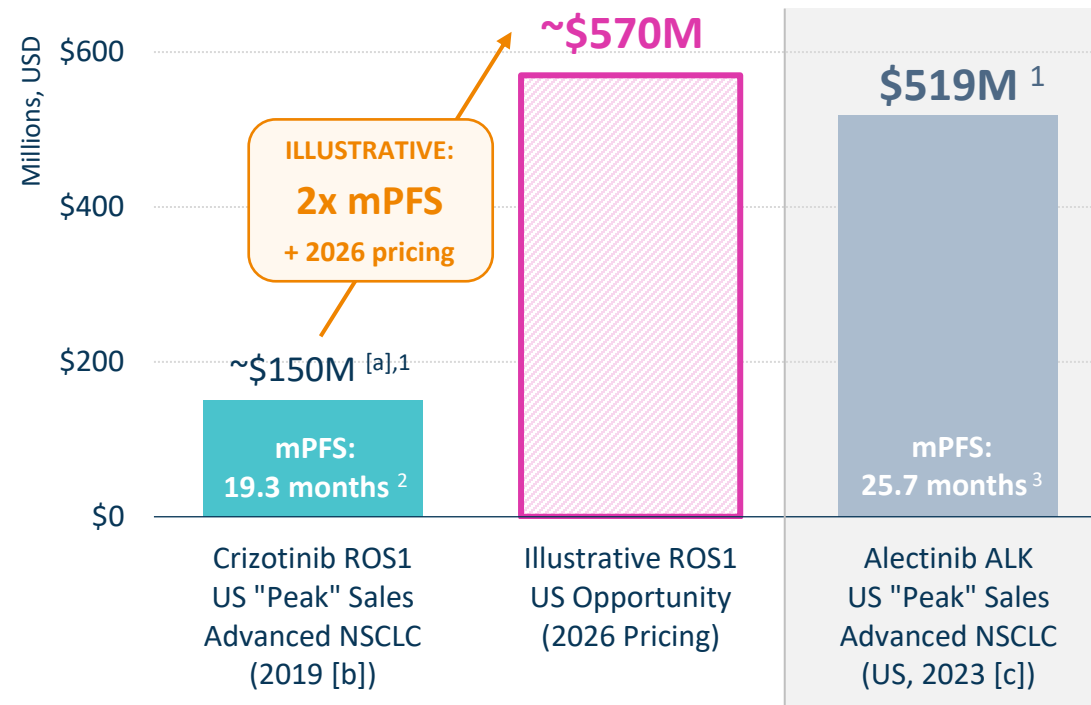 Millions, USD
$600
$400
$200
$0
~$570M
$519M 1
ILLUSTRATIVE:
2x mPFS
+ 2026 pricing
~$150M [a],1
mPFS:
19.3 months 2
mPFS:
25.7 months 3
Crizotinib ROS1
US "Peak" Sales
Advanced NSCLC
(2019 [b])
Illustrative ROS1
US Opportunity
(2026 Pricing)
Alectinib ALK
US "Peak" Sales
Advanced NSCLC
(US, 2023 [c])